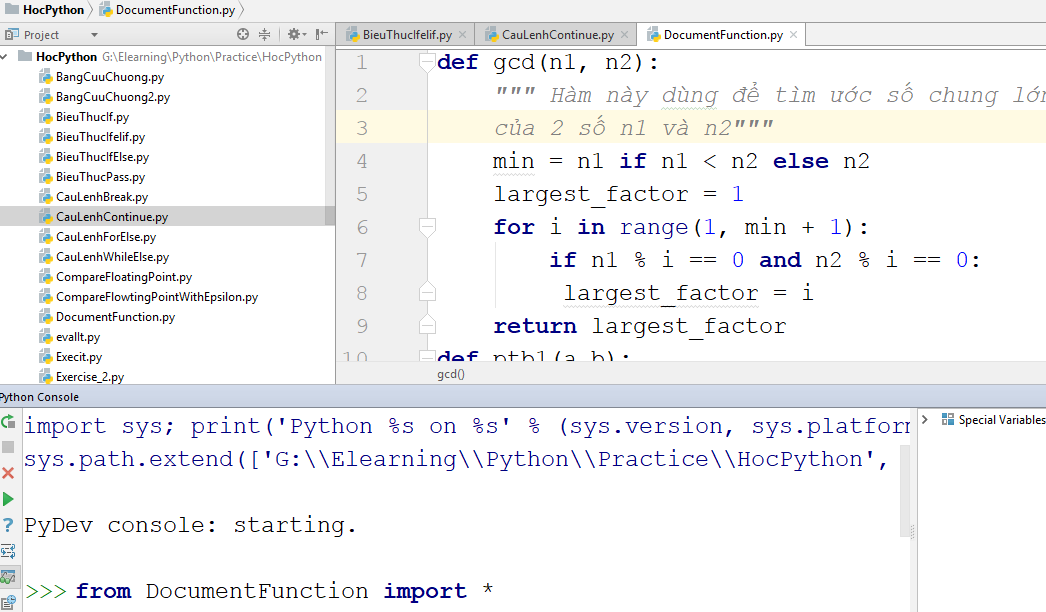 HocPython DocumentFunction.py
Project
BieuThucIfelif.py CauLenhContinue.py DocumentFunction.py
HocPython G:\Elearning\Python\Practice\HocPython
BangCuuChuong.py
BangCuuChuong2.py
BieuThucIf.py
BieuThucIfelif.py
BieuThucIfElse.py
BieuThucPass.py
CauLenhBreak.py
CauLenhContinue.py
CauLenhForElse.py
CauLenhWhileElse.py
CompareFloatingPoint.py
CompareFlowtingPointWithEpsilon.py
DocumentFunction.py
evallt.py
Execit.py
Exercise_2.py
1 def gcd(n1, n2):
2 """ Hàm này dùng để tìm ước số chung lớn
3 của 2 số n1 và n2"""
4 min = n1 if n1 < n2 else n2
5 largest_factor = 1
6 for i in range(1, min + 1):
7 if n1 % i == 0 and n2 % i == 0:
8 largest_factor = i
9 return largest_factor
10 def ptb1(a,b):
gcd()
Python Console
import sys; print('Python %s on %s' % (sys.version, sys.platform
sys.path.extend(['G:\\Elearning\\Python\\Practice\\HocPython',
PyDev console: starting.
>>> from DocumentFunction import *
Special Variables